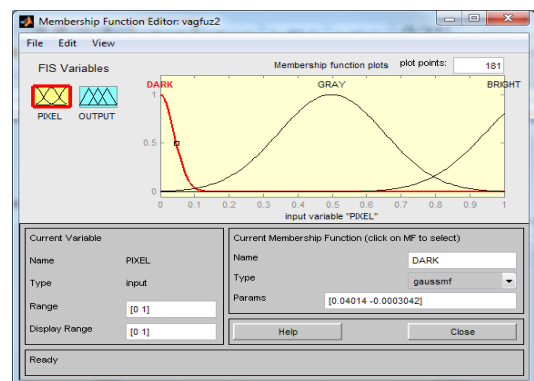 Membership Function Editor: vagfuz2
File Edit View
FIS Variables
Membership function plots plot points: 181
DARK GRAY BRIGHT
PIXEL OUTPUT
1
0.5
0
0 0.1 0.2 0.3 0.4 0.5 0.6 0.7 0.8 0.9 1
input variable "PIXEL"
Current Variable
Name PIXEL
Type input
Range [0 1]
Display Range [0 1]
Current Membership Function (click on MF to select)
Name DARK
Type gaussmf
Params [0.04014 -0.0003042]
Help Close
Ready